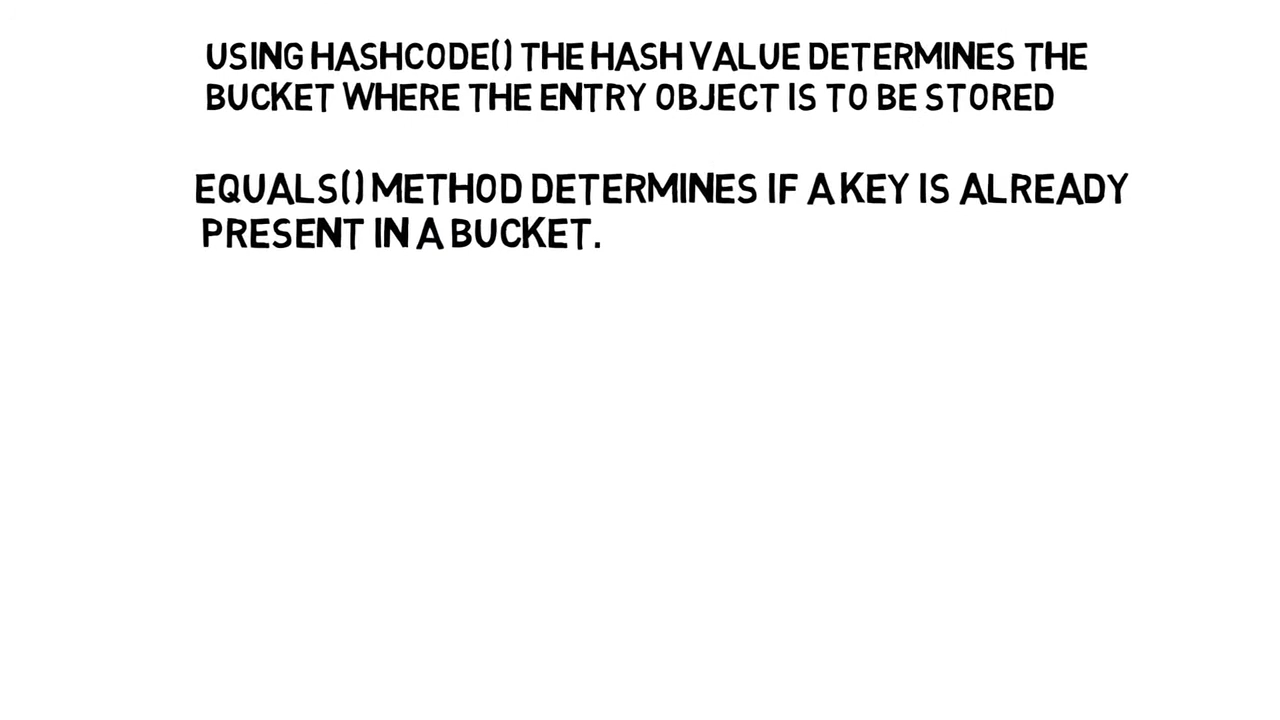 USING HASHCODE() THE HASH VALUE DETERMINES THE
BUCKET WHERE THE ENTRY OBJECT IS TO BE STORED
EQUALS() METHOD DETERMINES IF A KEY IS ALREADY
PRESENT IN A BUCKET.